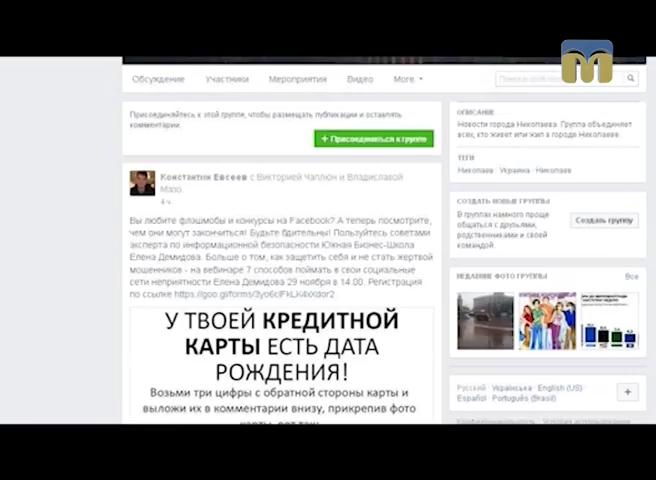 Обсуждение Участники Мероприятия Видео More
Присоединяйтесь к этой группе, чтобы размещать публикации и оставлять
комментарии.
+ Присоединиться к группе
Константин Евсеев с Викторией Чаплюн и Владиславой
Мазо.
4 ч.
Вы любите флэшмобы и конкурсы на Facebook? А теперь посмотрите,
чем они могут закончиться! Будьте бдительны! Пользуйтесь советами
эксперта по информационной безопасности Южная Бизнес-Школа
Елена Демидова. Больше о том, как защитить себя и не стать жертвой
мошенников - на вебинаре 7 способов поймать в свои социальные
сети неприятности Елена Демидова 29 ноября в 14.00. Регистрация
по ссылке
У ТВОЕЙ КРЕДИТНОЙ
КАРТЫ ЕСТЬ ДАТА
РОЖДЕНИЯ!
Возьми три цифры с обратной стороны карты и
выложи их в комментарии внизу, прикрепив фото
ОПИСАНИЕ
Новости города Николаева. Группа объединяет
всех, кто живет или жил в городе Николаеве.
ТЕГИ
Николаев · Украина · Николаев
СОЗДАТЬ НОВЫЕ ГРУППЫ
В группах намного проще
общаться с друзьями,
родственниками и своей
командой.
Создать группу
НЕДАВНИЕ ФОТО ГРУППЫ Все
Русский · Українська · English (US) ·
Español · Português (Brasil)
+